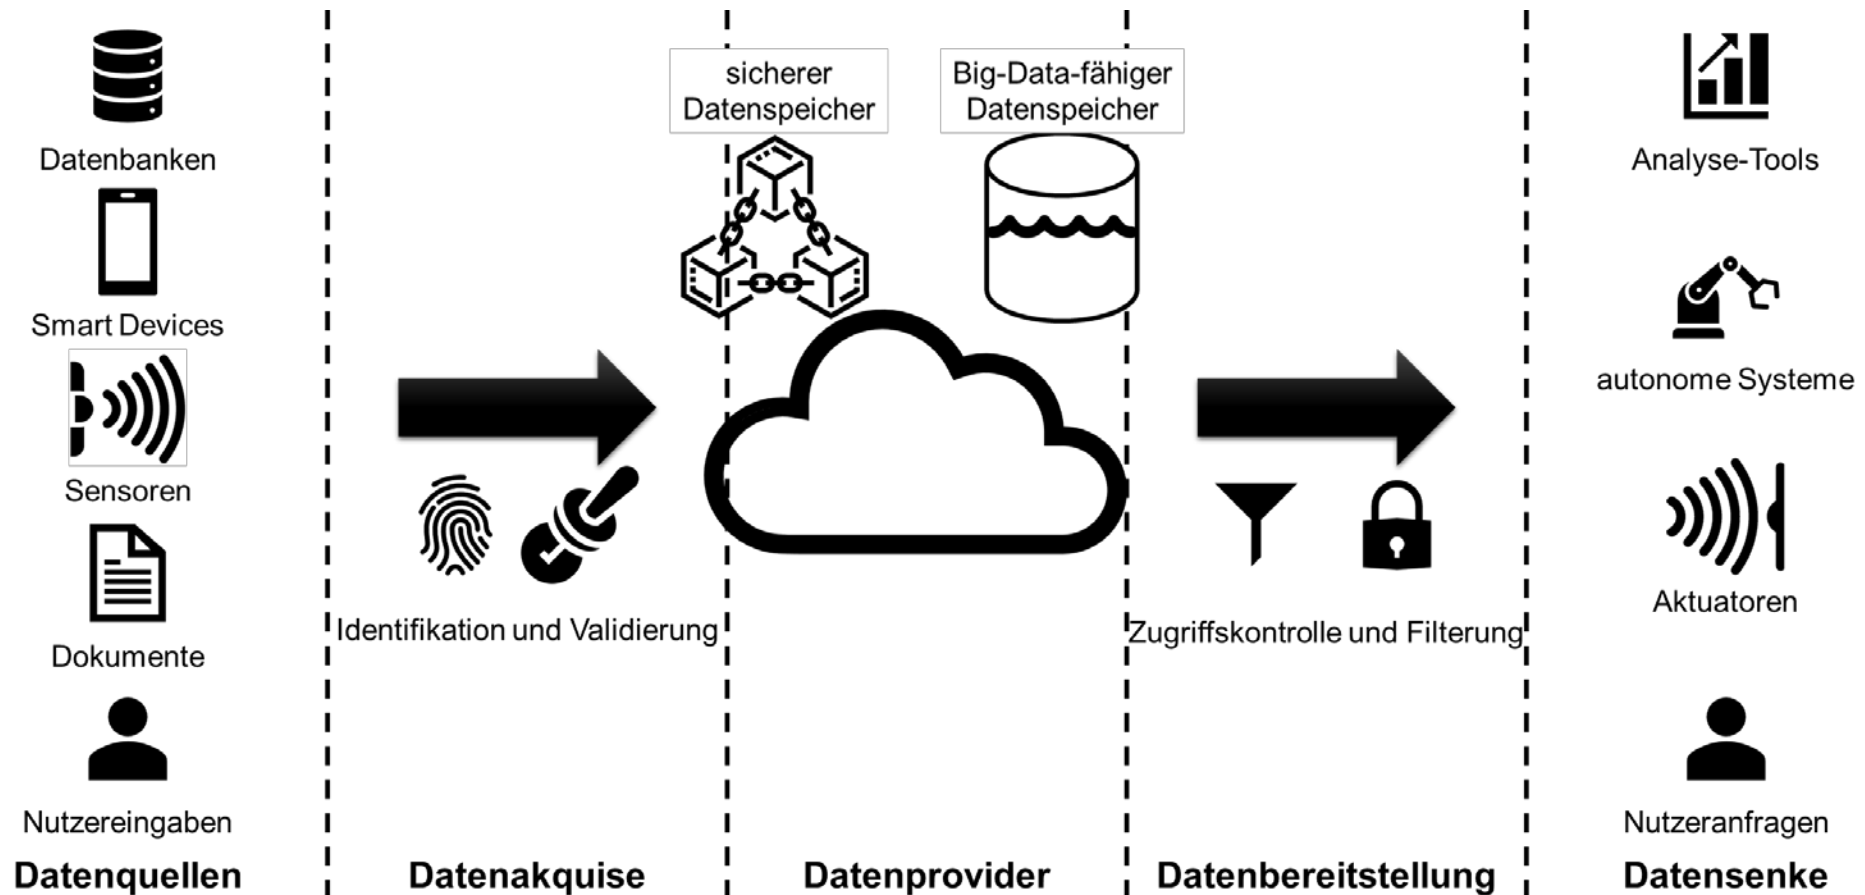 Datenbanken
Smart Devices
Sensoren
Dokumente
Nutzereingaben
Datenquellen
Identifikation und Validierung
Datenakquise
sicherer
Datenspeicher
Big-Data-fähiger
Datenspeicher
Datenprovider
Zugriffskontrolle und Filterung
Datenbereitstellung
Analyse-Tools
autonome Systeme
Aktuatoren
Nutzeranfragen
Datensenke